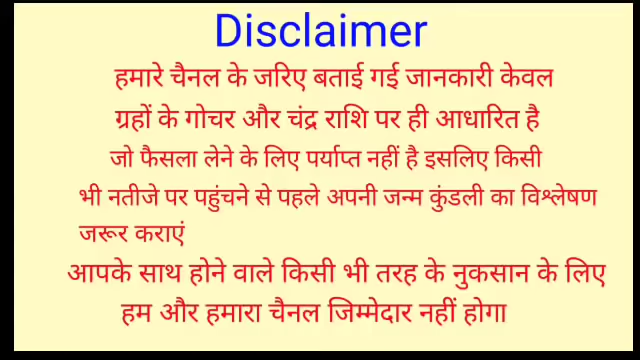 Disclaimer
हमारे चैनल के जरिए बताई गई जानकारी केवल
ग्रहों के गोचर और चंद्र राशि पर ही आधारित है
जो फैसला लेने के लिए पर्याप्त नहीं है इसलिए किसी
भी नतीजे पर पहुंचने से पहले अपनी जन्म कुंडली का विश्लेषण
जरूर कराएं
आपके साथ होने वाले किसी भी तरह के नुकसान के लिए
हम और हमारा चैनल जिम्मेदार नहीं होगा